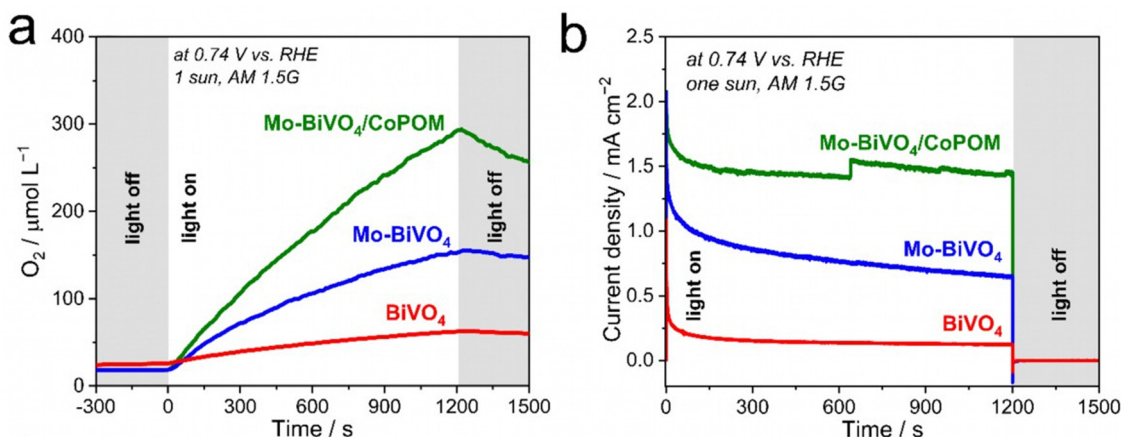 a
400
300
200
100
0
O₂ / μmol L⁻¹
at 0.74 V vs. RHE
1 sun, AM 1.5G
Mo-BiVO₄/CoPOM
Mo-BiVO₄
BiVO₄
light off
light on
light off
-300 0 300 600 900 1200 1500
Time / s
b
2.5
2.0
1.5
1.0
0.5
0.0
Current density / mA cm⁻²
at 0.74 V vs. RHE
one sun, AM 1.5G
Mo-BiVO₄/CoPOM
Mo-BiVO₄
BiVO₄
light on
light off
0 300 600 900 1200 1500
Time / s